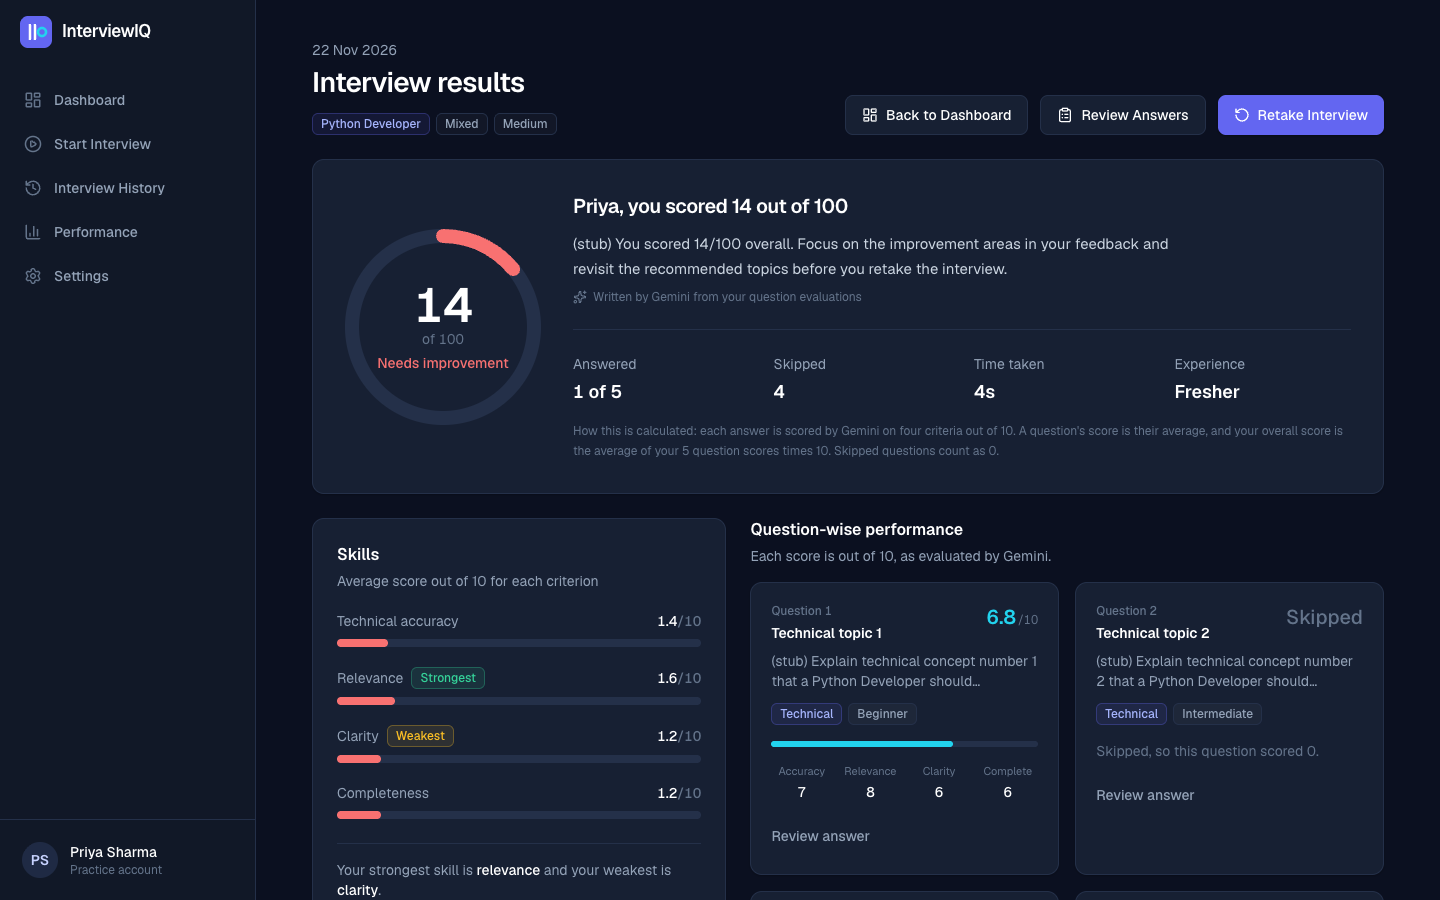 InterviewIQ
Dashboard
Start Interview
Interview History
Performance
Settings
PS
Priya Sharma
Practice account
22 Nov 2026
Interview results
Python Developer
Mixed
Medium
Back to Dashboard
Review Answers
Retake Interview
14
of 100
Needs improvement
Priya, you scored 14 out of 100
(stub) You scored 14/100 overall. Focus on the improvement areas in your feedback and
revisit the recommended topics before you retake the interview.
Written by Gemini from your question evaluations
Answered
1 of 5
Skipped
4
Time taken
4s
Experience
Fresher
How this is calculated: each answer is scored by Gemini on four criteria out of 10. A question's score is their average, and your overall score is
the average of your 5 question scores times 10. Skipped questions count as 0.
Skills
Average score out of 10 for each criterion
Technical accuracy
1.4/10
Relevance
Strongest
1.6/10
Clarity
Weakest
1.2/10
Completeness
1.2/10
Your strongest skill is relevance and your weakest is
clarity.
Question-wise performance
Each score is out of 10, as evaluated by Gemini.
Question 1
Technical topic 1
6.8/10
(stub) Explain technical concept number 1
that a Python Developer should…
Technical
Beginner
Accuracy
7
Relevance
8
Clarity
6
Complete
6
Review answer
Question 2
Technical topic 2
Skipped
(stub) Explain technical concept number
2 that a Python Developer should…
Technical
Intermediate
Skipped, so this question scored 0.
Review answer